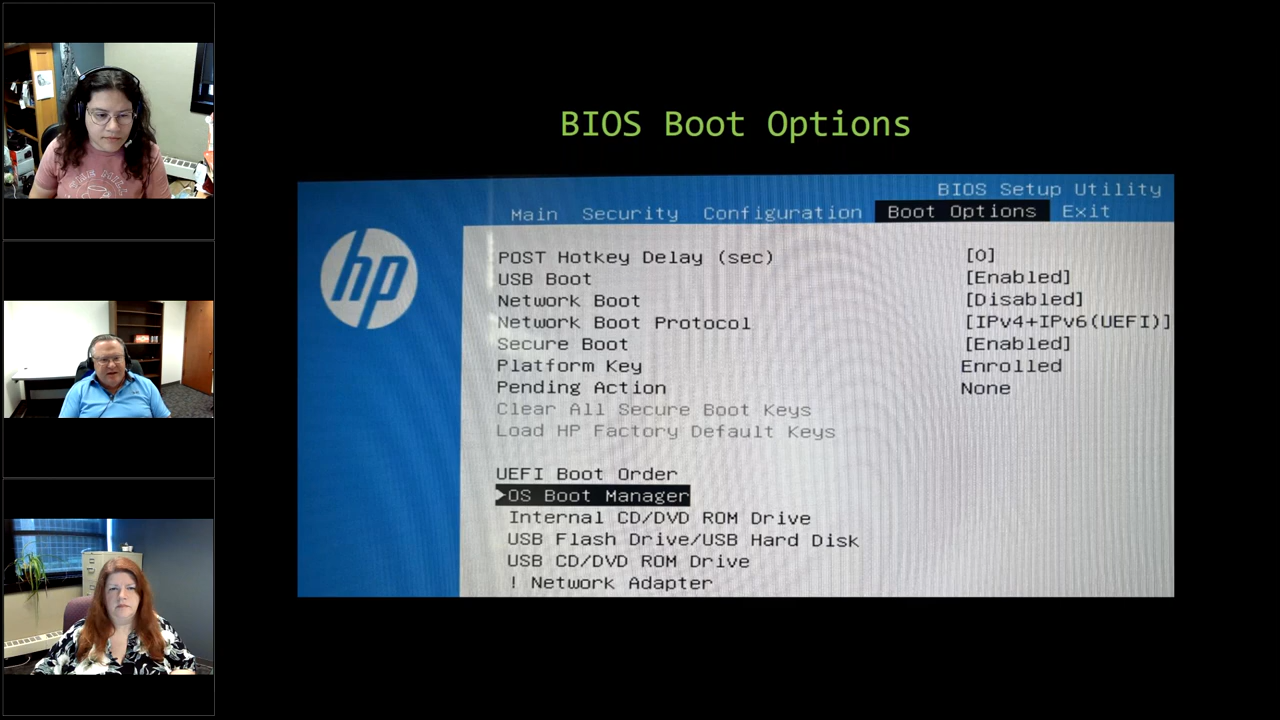 BIOS Boot Options
BIOS Setup Utility
Main Security Configuration Boot Options Exit
hp
POST Hotkey Delay (sec) [0]
USB Boot [Enabled]
Network Boot [Disabled]
Network Boot Protocol [IPv4+IPv6(UEFI)]
Secure Boot [Enabled]
Platform Key Enrolled
Pending Action None
Clear All Secure Boot Keys
Load HP Factory Default Keys
UEFI Boot Order
▶OS Boot Manager
Internal CD/DVD ROM Drive
USB Flash Drive/USB Hard Disk
USB CD/DVD ROM Drive
! Network Adapter